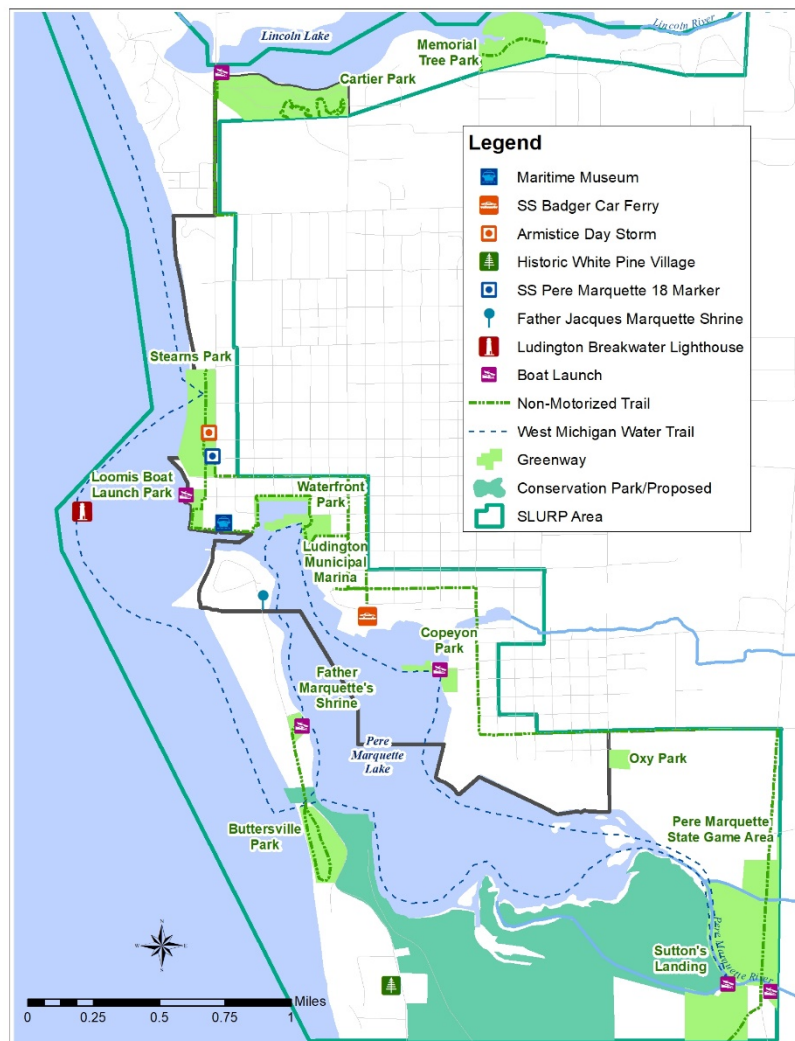 Lincoln Lake
Lincoln River
Memorial
Tree Park
Cartier Park
Legend
Maritime Museum
SS Badger Car Ferry
Armistice Day Storm
Historic White Pine Village
SS Pere Marquette 18 Marker
Father Jacques Marquette Shrine
Ludington Breakwater Lighthouse
Boat Launch
Non-Motorized Trail
West Michigan Water Trail
Greenway
Conservation Park/Proposed
SLURP Area
Stearns Park
Loomis Boat
Launch Park
Waterfront
Park
Ludington
Municipal
Marina
Copeyon
Park
Father
Marquette's
Shrine
Pere
Marquette
Lake
Oxy Park
Buttersville
Park
Pere Marquette
State Game Area
Sutton's
Landing
Pere Marquette River
N
W E
S
Miles
0 0.25 0.5 0.75 1